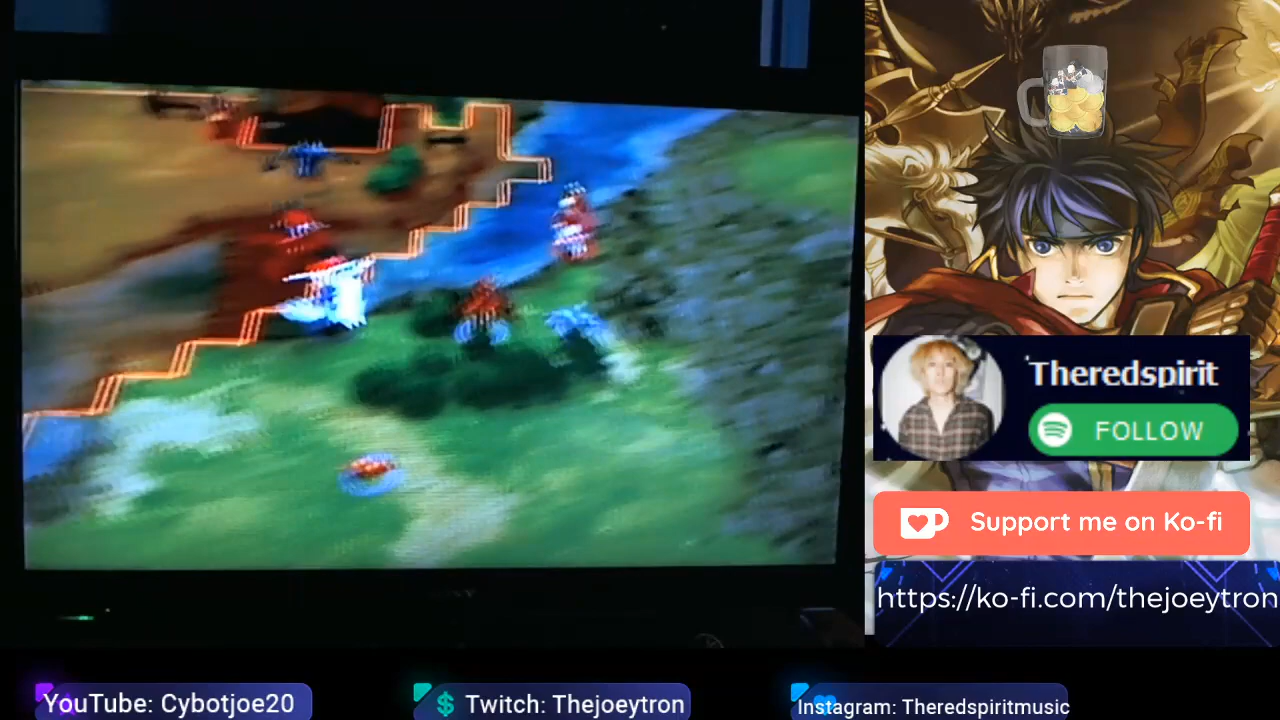 Theredspirit
FOLLOW
Support me on Ko-fi
https://ko-fi.com/thejoeytron
YouTube: Cybotjoe20
Twitch: Thejoeytron
Instagram: Theredspiritmusic